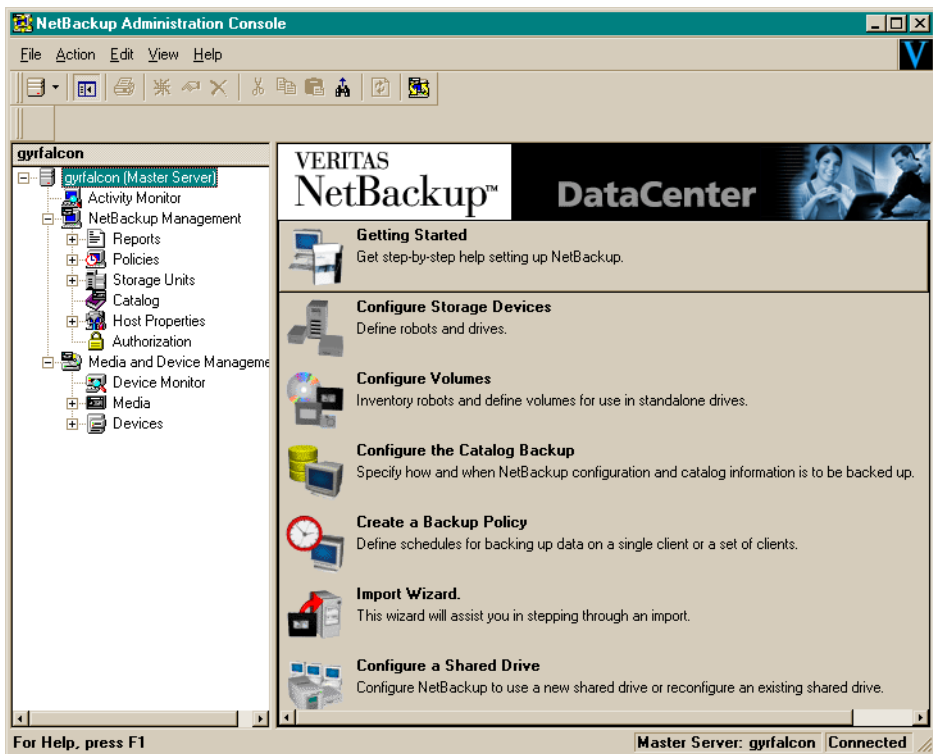 NetBackup Administration Console
File Action Edit View Help
V
gyrfalcon
gyrfalcon (Master Server)
Activity Monitor
NetBackup Management
Reports
Policies
Storage Units
Catalog
Host Properties
Authorization
Media and Device Manageme
Device Monitor
Media
Devices
VERITAS
NetBackup™
DataCenter
Getting Started
Get step-by-step help setting up NetBackup.
Configure Storage Devices
Define robots and drives.
Configure Volumes
Inventory robots and define volumes for use in standalone drives.
Configure the Catalog Backup
Specify how and when NetBackup configuration and catalog information is to be backed up.
Create a Backup Policy
Define schedules for backing up data on a single client or a set of clients.
Import Wizard.
This wizard will assist you in stepping through an import.
Configure a Shared Drive
Configure NetBackup to use a new shared drive or reconfigure an existing shared drive.
For Help, press F1
Master Server: gyrfalcon Connected